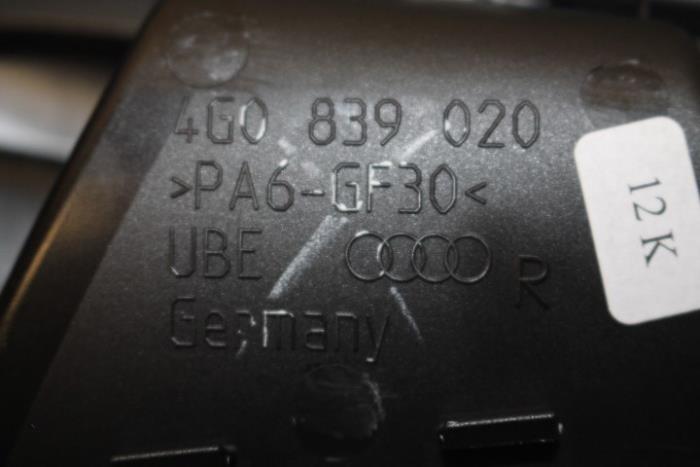 4G0 839 020
>PA6-GF30<
UBE R
Germany
12 K